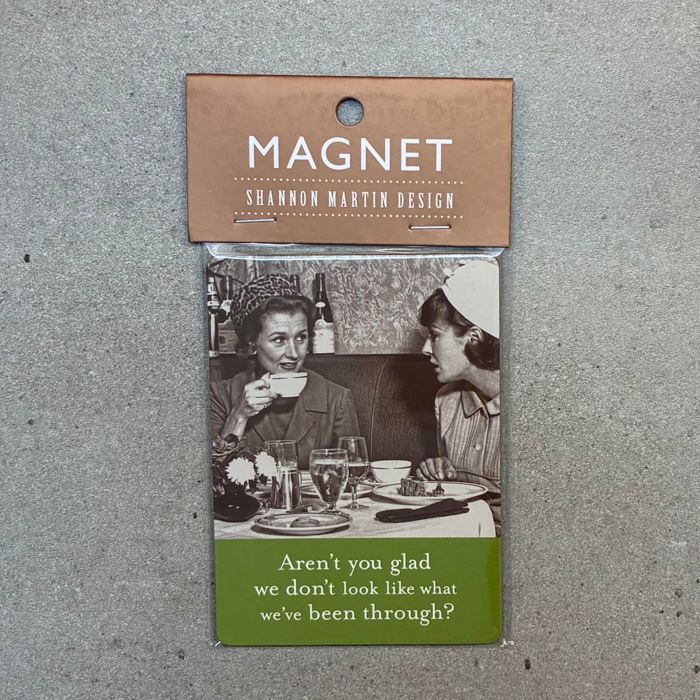 MAGNET
SHANNON MARTIN DESIGN
Aren't you glad
we don't look like what
we've been through?